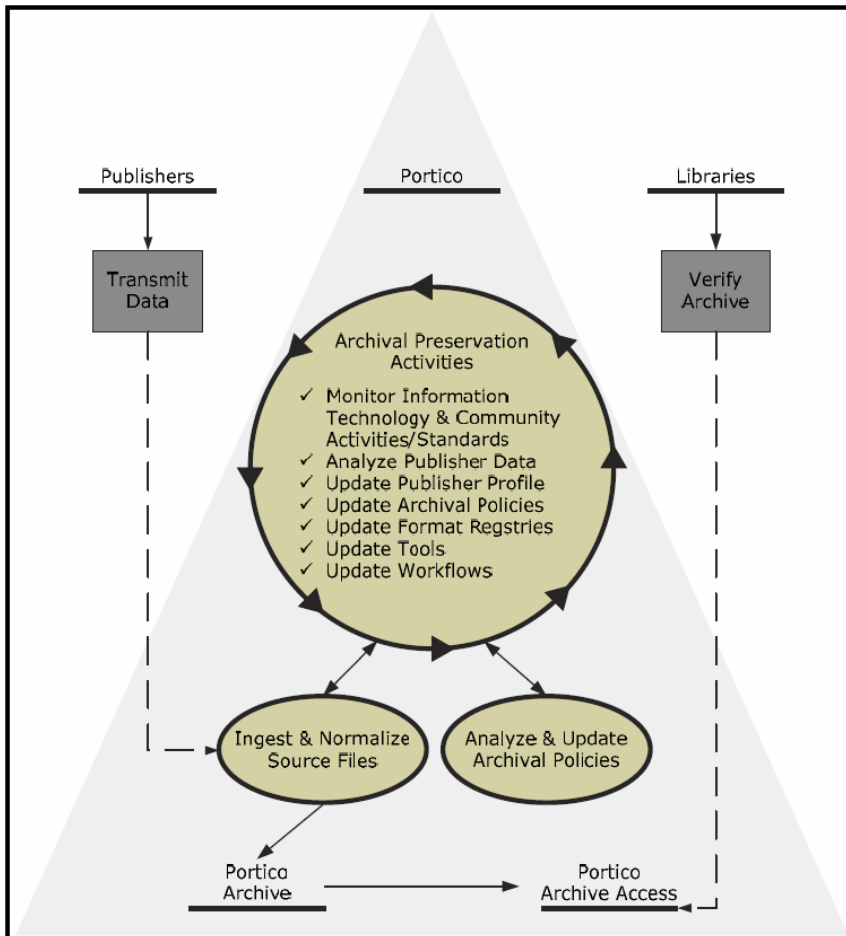 Publishers
Portico
Libraries
Transmit
Data
Verify
Archive
Archival Preservation
Activities
✓ Monitor Information
Technology & Community
Activities/Standards
✓ Analyze Publisher Data
✓ Update Publisher Profile
✓ Update Archival Policies
✓ Update Format Regstries
✓ Update Tools
✓ Update Workflows
Ingest & Normalize
Source Files
Analyze & Update
Archival Policies
Portico
Archive
Portico
Archive Access